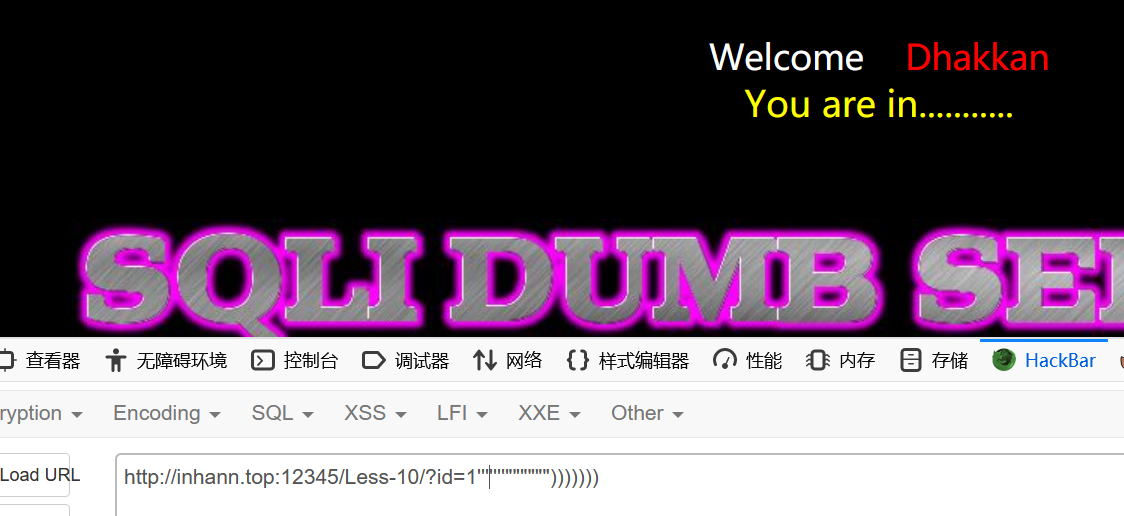 Welcome Dhakkan
You are in...........
SQLI DUMB
查看器 无障碍环境 控制台 调试器 网络 样式编辑器 性能 内存 存储 HackBar
Encoding SQL XSS LFI XXE Other
Load URL
http://inhann.top:12345/Less-10/?id=1"""""""""")))))))